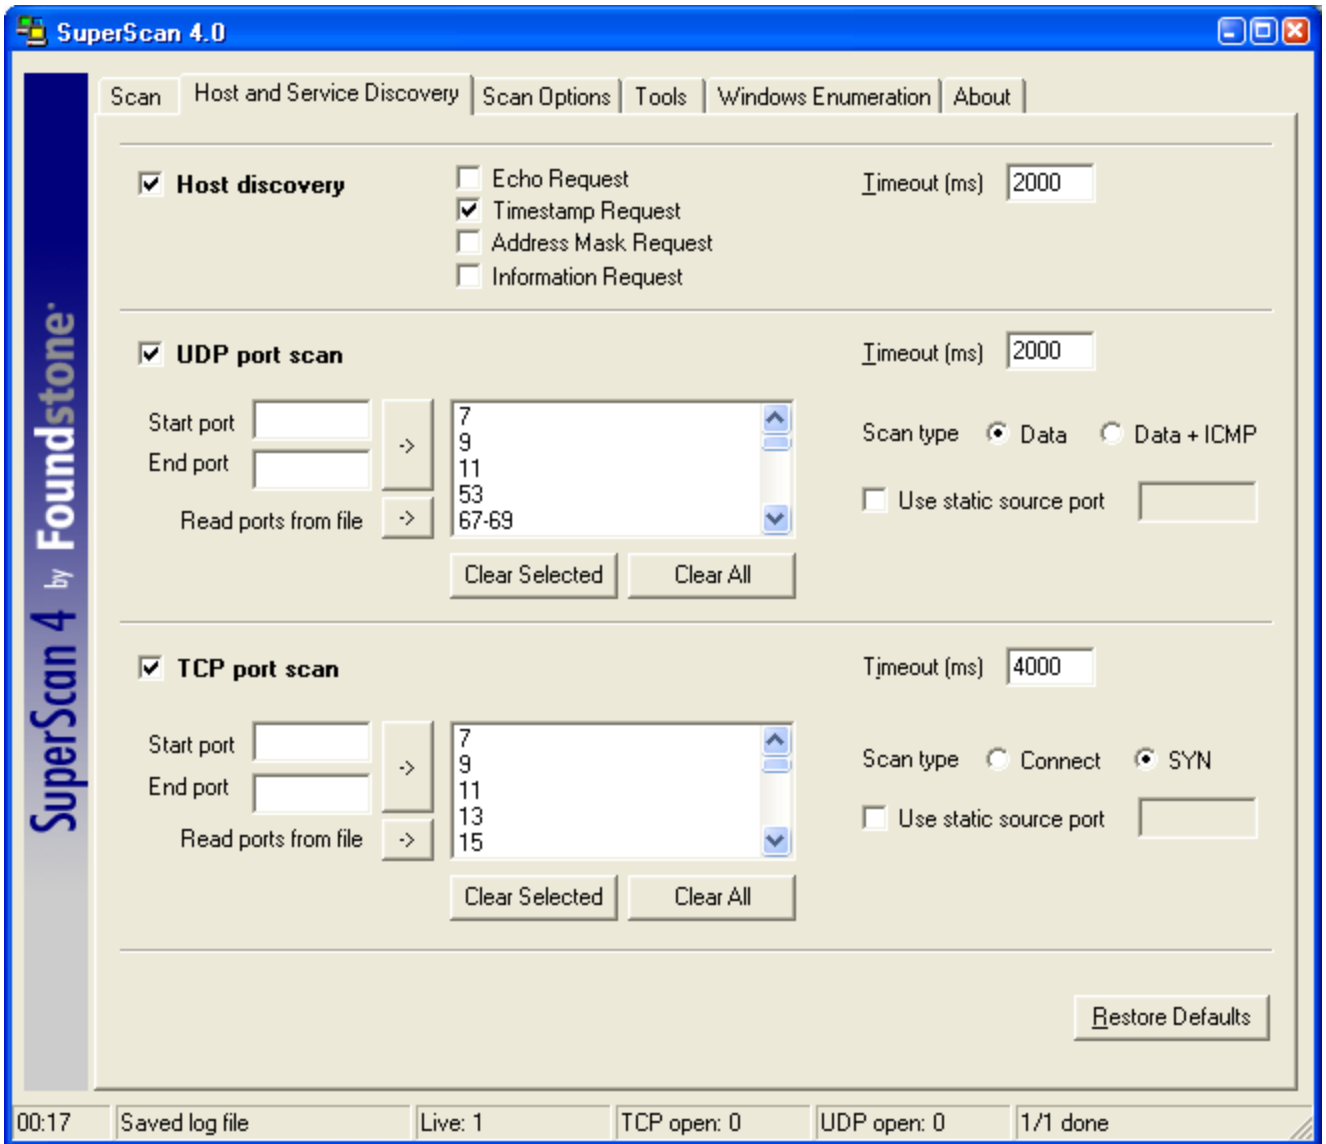 SuperScan 4.0
Scan Host and Service Discovery Scan Options Tools Windows Enumeration About
Host discovery
Echo Request
Timestamp Request
Address Mask Request
Information Request
Timeout (ms) 2000
UDP port scan
Timeout (ms) 2000
Start port
End port
->
Read ports from file ->
7
9
11
53
67-69
Clear Selected Clear All
Scan type Data Data + ICMP
Use static source port
TCP port scan
Timeout (ms) 4000
Start port
End port
->
Read ports from file ->
7
9
11
13
15
Clear Selected Clear All
Scan type Connect SYN
Use static source port
Restore Defaults
SuperScan 4 by Foundstone
00:17 Saved log file Live: 1 TCP open: 0 UDP open: 0 1/1 done